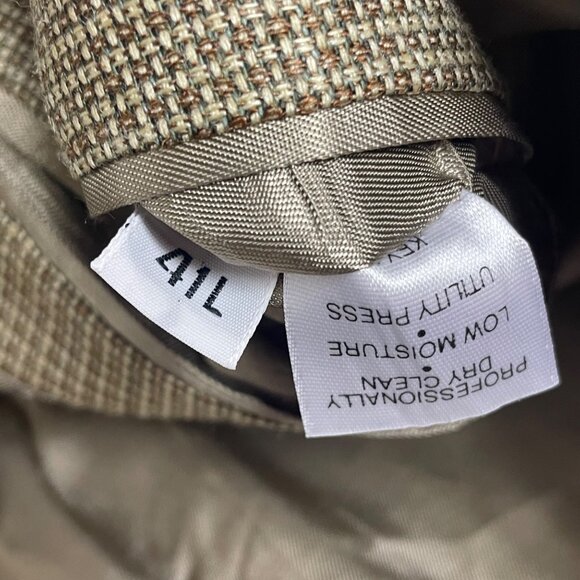 41L
PROFESSIONALLY
DRY CLEAN
•
LOW MOISTURE
•
UTILITY PRESS